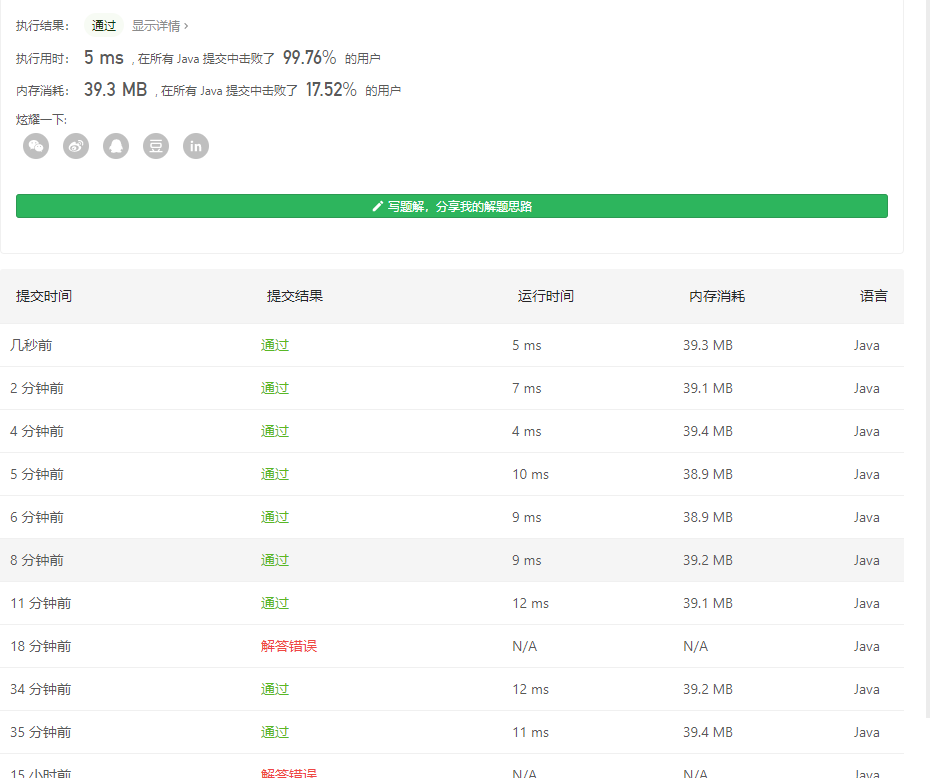 执行结果： 通过 显示详情 ›
执行用时： 5 ms , 在所有 Java 提交中击败了 99.76% 的用户
内存消耗： 39.3 MB , 在所有 Java 提交中击败了 17.52% 的用户
炫耀一下:
豆 in
写题解，分享我的解题思路
提交时间 提交结果 运行时间 内存消耗 语言
几秒前 通过 5 ms 39.3 MB Java
2 分钟前 通过 7 ms 39.1 MB Java
4 分钟前 通过 4 ms 39.4 MB Java
5 分钟前 通过 10 ms 38.9 MB Java
6 分钟前 通过 9 ms 38.9 MB Java
8 分钟前 通过 9 ms 39.2 MB Java
11 分钟前 通过 12 ms 39.1 MB Java
18 分钟前 解答错误 N/A N/A Java
34 分钟前 通过 12 ms 39.2 MB Java
35 分钟前 通过 11 ms 39.4 MB Java
15 小时前 解答错误 N/A N/A Java